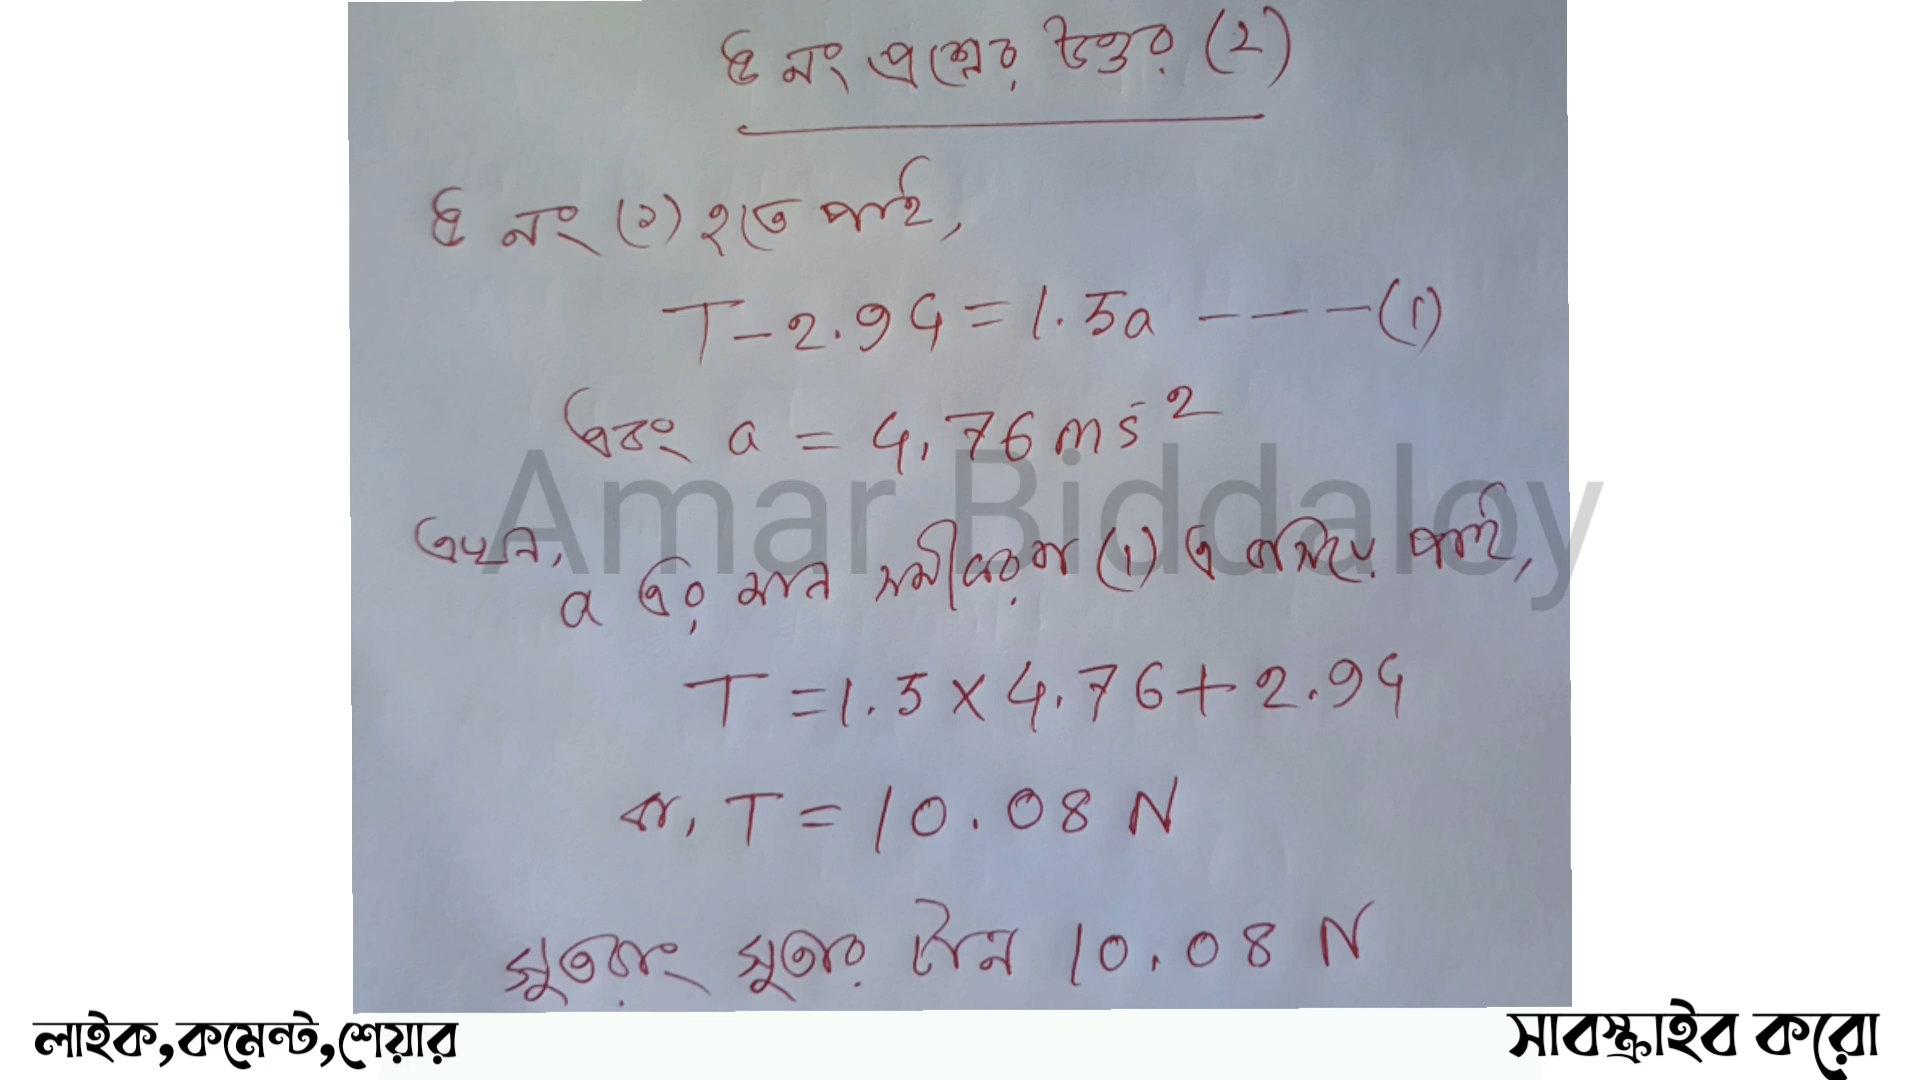 ছ নং প্রশ্নের উত্তর (2)
ছ নং (১) হতে পাই,
T - 2.94 = 1.5a ----(1)
এবং a = 4.76 ms⁻²
এখন,
a এর মান সমীকরণ (1) এ বসিয়ে পাই,
T = 1.5 × 4.76 + 2.94
বা, T = 10.08 N
সুতরাং সুতার টান 10.08 N
Amar Biddaloy
লাইক,কমেন্ট,শেয়ার
সাবস্ক্রাইব করো